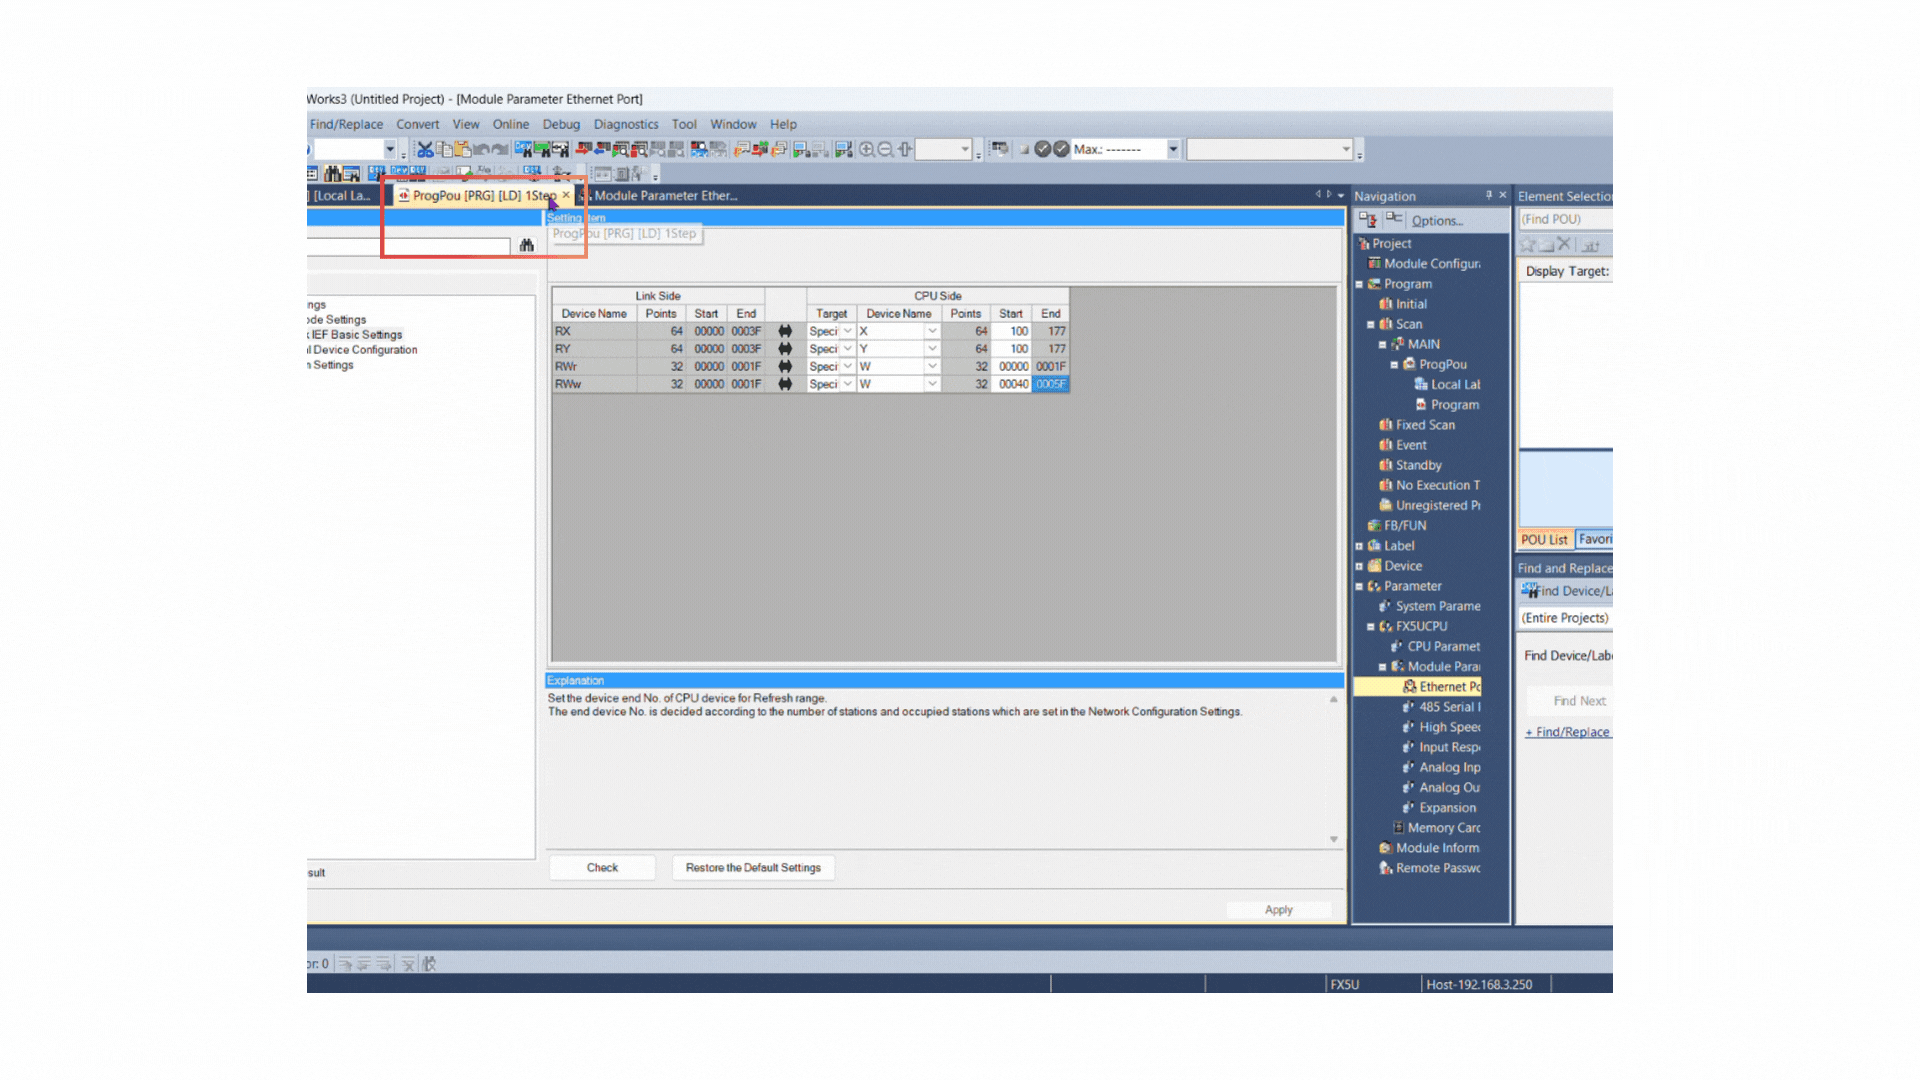 Works3 (Untitled Project) - [Module Parameter Ethernet Port]
Find/Replace Convert View Online Debug Diagnostics Tool Window Help
Max.: -------
[Local La... ProgPou [PRG] [LD] 1Step Module Parameter Ether...
Setting Item
ProgPou [PRG] [LD] 1Step
ngs
ode Settings
k IEF Basic Settings
l Device Configuration
n Settings
sult
Link Side CPU Side
Device Name Points Start End Target Device Name Points Start End
RX 64 00000 0003F Speci X 64 100 177
RY 64 00000 0003F Speci Y 64 100 177
RWr 32 00000 0001F Speci W 32 00000 0001F
RWw 32 00000 0001F Speci W 32 00040 0005F
Explanation
Set the device end No. of CPU device for Refresh range.
The end device No. is decided according to the number of stations and occupied stations which are set in the Network Configuration Settings.
Check Restore the Default Settings
Apply
Navigation
Options...
Project
Module Configura
Program
Initial
Scan
MAIN
ProgPou
Local Lab
Program
Fixed Scan
Event
Standby
No Execution T
Unregistered Pr
FB/FUN
Label
Device
Parameter
System Parame
FX5UCPU
CPU Paramet
Module Para
Ethernet Po
485 Serial
High Speed
Input Resp
Analog Inp
Analog Ou
Expansion
Memory Card
Module Inform
Remote Passwo
Element Selection
(Find POU)
Display Target:
POU List Favori
Find and Replace
Find Device/La
(Entire Projects)
Find Device/Labe
Find Next
+ Find/Replace
or: 0
FX5U Host-192.168.3.250